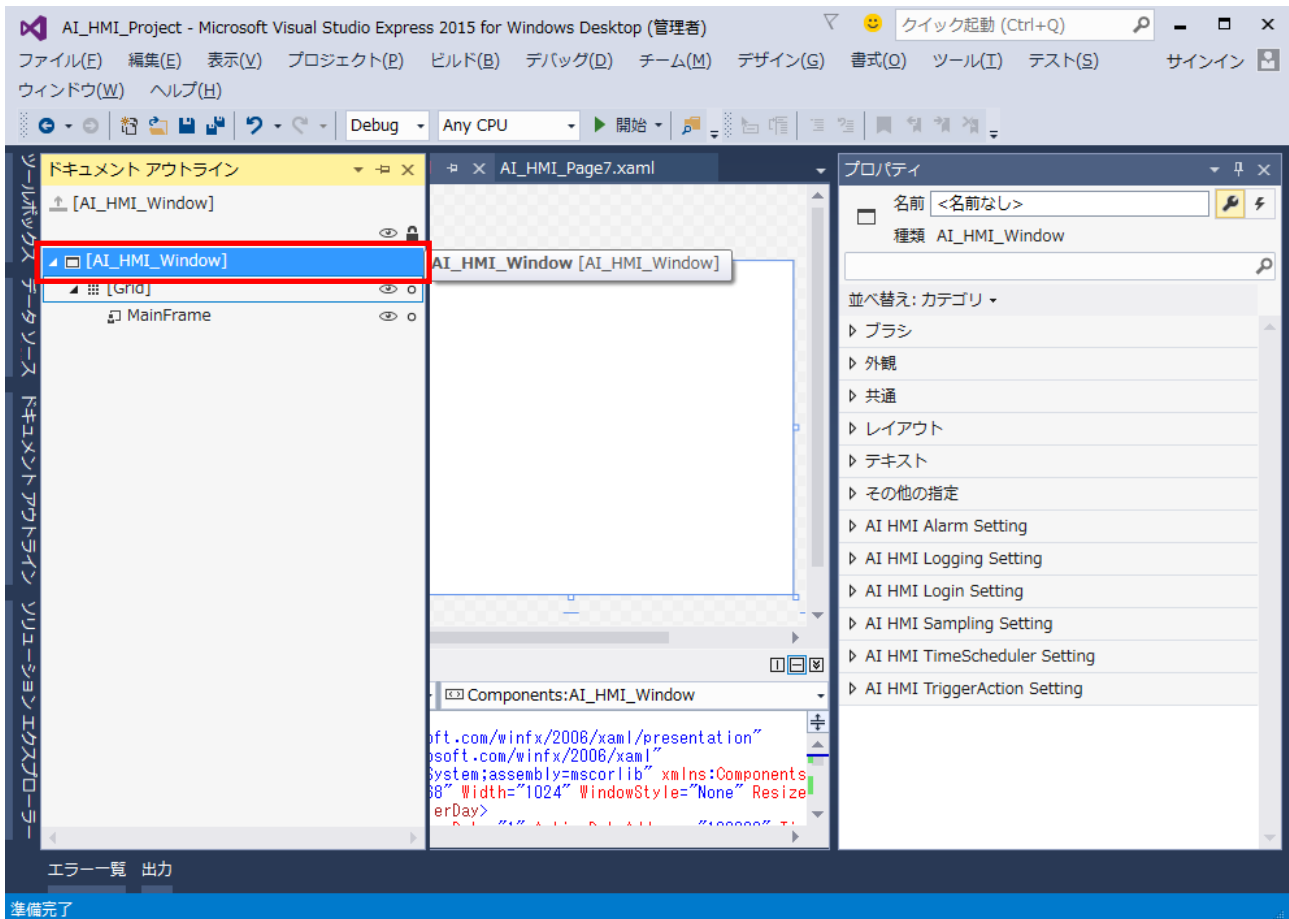 AI_HMI_Project - Microsoft Visual Studio Express 2015 for Windows Desktop (管理者)
クイック起動 (Ctrl+Q)
ファイル(F) 編集(E) 表示(V) プロジェクト(P) ビルド(B) デバッグ(D) チーム(M) デザイン(G) 書式(O) ツール(T) テスト(S) サインイン
ウィンドウ(W) ヘルプ(H)
Debug Any CPU 開始
ツールボックス
データ ソース
ドキュメント アウトライン
ソリューション エクスプローラー
ドキュメント アウトライン
[AI_HMI_Window]
[AI_HMI_Window]
[Grid]
MainFrame
AI_HMI_Page7.xaml
AI_HMI_Window [AI_HMI_Window]
Components:AI_HMI_Window
oft.com/winfx/2006/xaml/presentation"
osoft.com/winfx/2006/xaml"
System;assembly=mscorlib" xmlns:Components
68" Width="1024" WindowStyle="None" Resize
erDay>
プロパティ
名前 <名前なし>
種類 AI_HMI_Window
並べ替え: カテゴリ
ブラシ
外観
共通
レイアウト
テキスト
その他の指定
AI HMI Alarm Setting
AI HMI Logging Setting
AI HMI Login Setting
AI HMI Sampling Setting
AI HMI TimeScheduler Setting
AI HMI TriggerAction Setting
エラー一覧 出力
準備完了